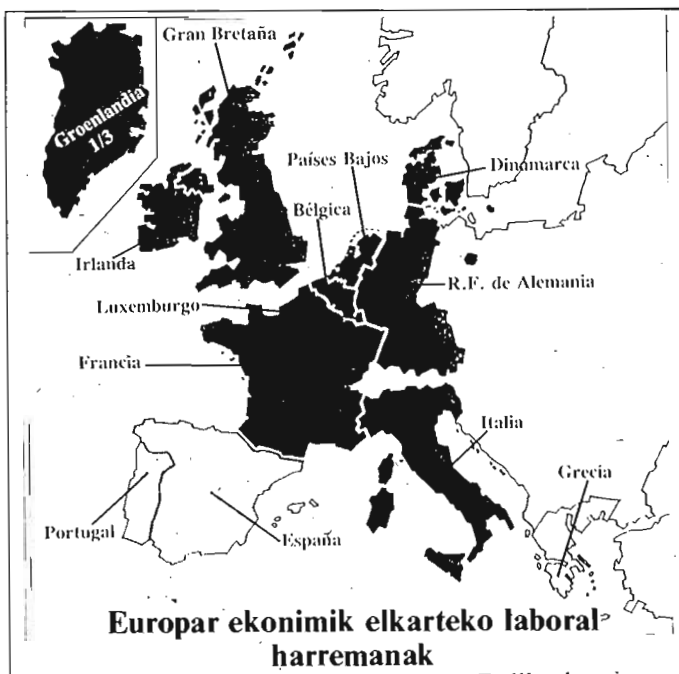 Gran Bretaña
Groenlandia
1/3
Países Bajos
Dinamarca
Bélgica
Irlanda
R.F. de Alemania
Luxemburgo
Francia
Italia
Grecia
Portugal
España
Europar ekonimik elkarteko laboral
harremanak